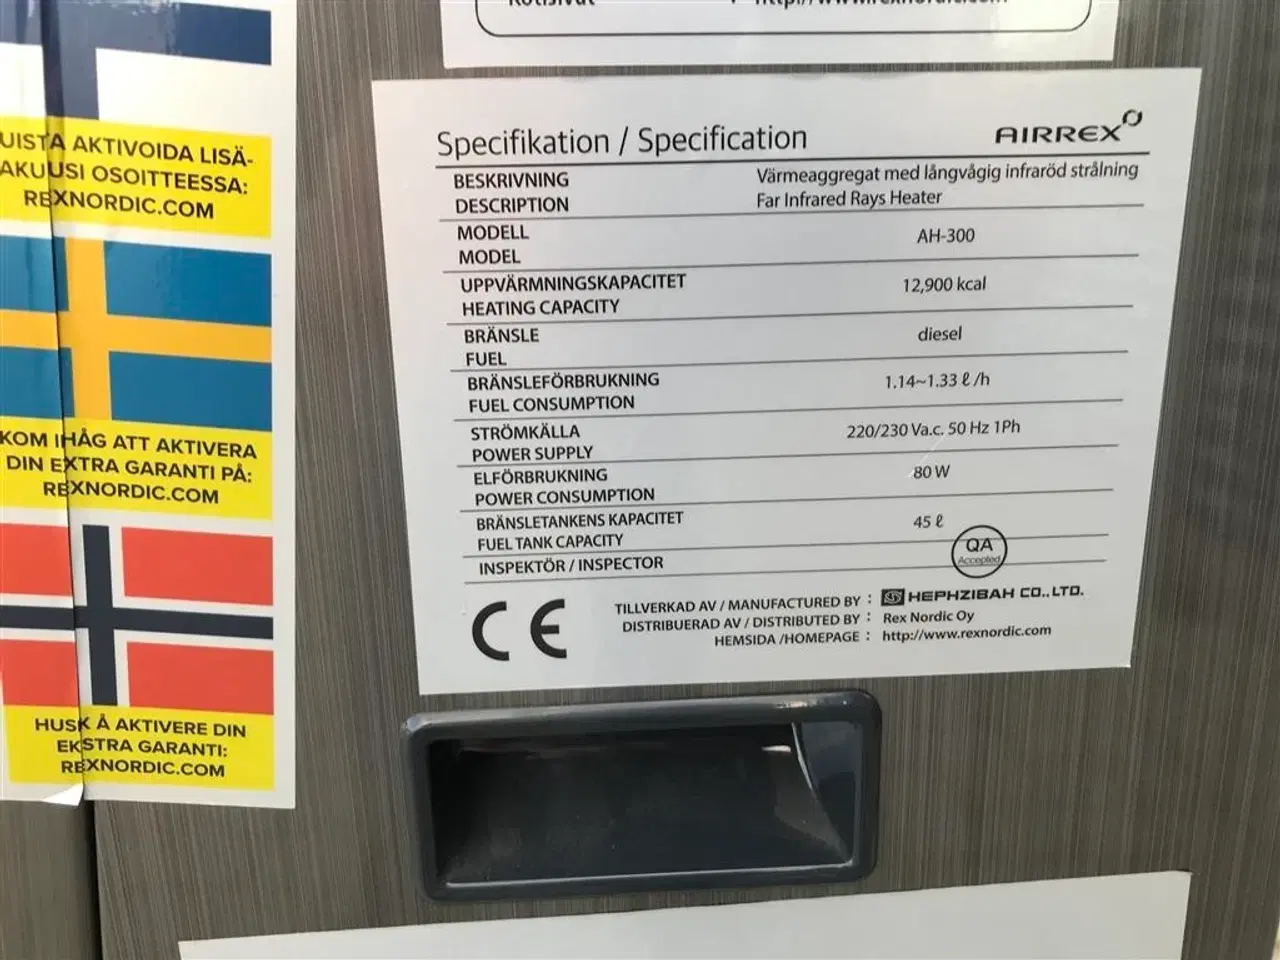 Kotisivut : http://www.rexnordic.com
UISTA AKTIVOIDA LISÄ-
AKUUSI OSOITTEESSA:
REXNORDIC.COM
KOM IHÅG ATT AKTIVERA
DIN EXTRA GARANTI PÅ:
REXNORDIC.COM
HUSK Å AKTIVERE DIN
EKSTRA GARANTI:
REXNORDIC.COM
Specifikation / Specification
AIRREX
BESKRIVNING Värmeaggregat med långvågig infraröd strålning
DESCRIPTION Far Infrared Rays Heater
MODELL
MODEL AH-300
UPPVÄRMNINGSKAPACITET
HEATING CAPACITY 12,900 kcal
BRÄNSLE
FUEL diesel
BRÄNSLEFÖRBRUKNING
FUEL CONSUMPTION 1.14~1.33 ℓ /h
STRÖMKÄLLA
POWER SUPPLY 220/230 Va.c. 50 Hz 1Ph
ELFÖRBRUKNING
POWER CONSUMPTION 80 W
BRÄNSLETANKENS KAPACITET
FUEL TANK CAPACITY 45 ℓ
INSPEKTÖR / INSPECTOR
QA
Accepted
CE
TILLVERKAD AV / MANUFACTURED BY : HEPHZIBAH CO.,LTD.
DISTRIBUERAD AV / DISTRIBUTED BY : Rex Nordic Oy
HEMSIDA /HOMEPAGE : http://www.rexnordic.com